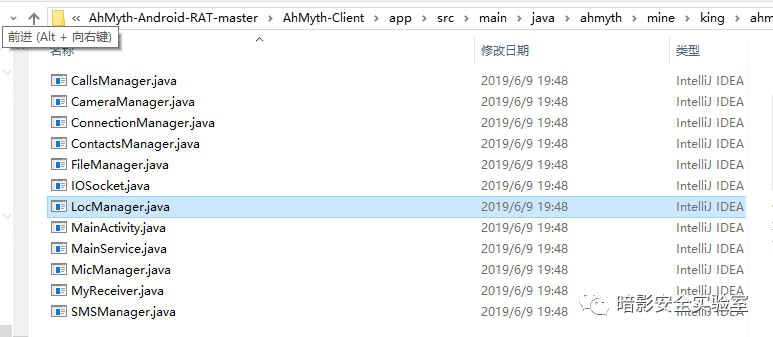 « AhMyth-Android-RAT-master › AhMyth-Client › app › src › main › java › ahmyth › mine › king › ahm
前进 (Alt + 向右键)
名称 修改日期 类型
CallsManager.java 2019/6/9 19:48 IntelliJ IDEA
CameraManager.java 2019/6/9 19:48 IntelliJ IDEA
ConnectionManager.java 2019/6/9 19:48 IntelliJ IDEA
ContactsManager.java 2019/6/9 19:48 IntelliJ IDEA
FileManager.java 2019/6/9 19:48 IntelliJ IDEA
IOSocket.java 2019/6/9 19:48 IntelliJ IDEA
LocManager.java 2019/6/9 19:48 IntelliJ IDEA
MainActivity.java 2019/6/9 19:48 IntelliJ IDEA
MainService.java 2019/6/9 19:48 IntelliJ IDEA
MicManager.java 2019/6/9 19:48 IntelliJ IDEA
MyReceiver.java 2019/6/9 19:48 IntelliJ IDEA
SMSManager.java 2019/6/9 19:48 IntelliJ IDEA
暗影安全实验室